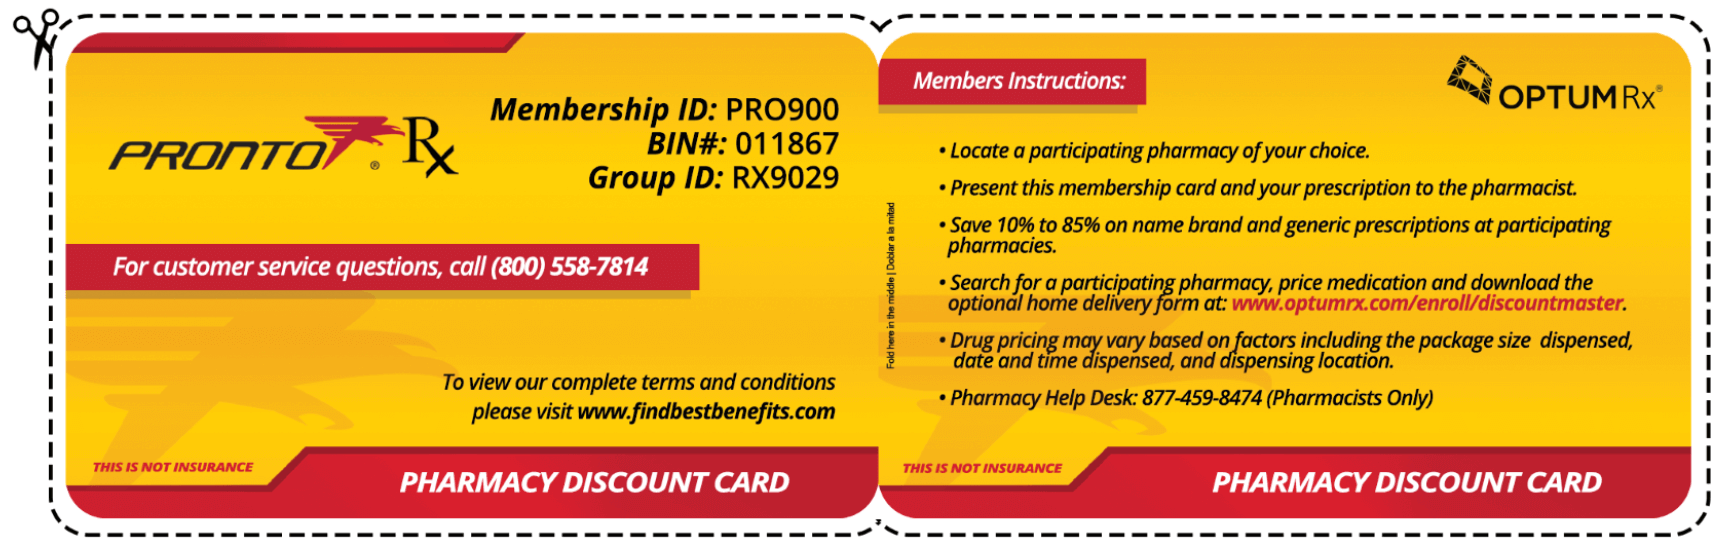 PRONTO® Rx
Membership ID: PRO900
BIN#: 011867
Group ID: RX9029
For customer service questions, call (800) 558-7814
To view our complete terms and conditions
please visit www.findbestbenefits.com
THIS IS NOT INSURANCE
PHARMACY DISCOUNT CARD
Fold here in the middle | Doblar a la mitad
Members Instructions:
OPTUMRx®
• Locate a participating pharmacy of your choice.
• Present this membership card and your prescription to the pharmacist.
• Save 10% to 85% on name brand and generic prescriptions at participating
pharmacies.
• Search for a participating pharmacy, price medication and download the
optional home delivery form at: www.optumrx.com/enroll/discountmaster.
• Drug pricing may vary based on factors including the package size dispensed,
date and time dispensed, and dispensing location.
• Pharmacy Help Desk: 877-459-8474 (Pharmacists Only)
THIS IS NOT INSURANCE
PHARMACY DISCOUNT CARD